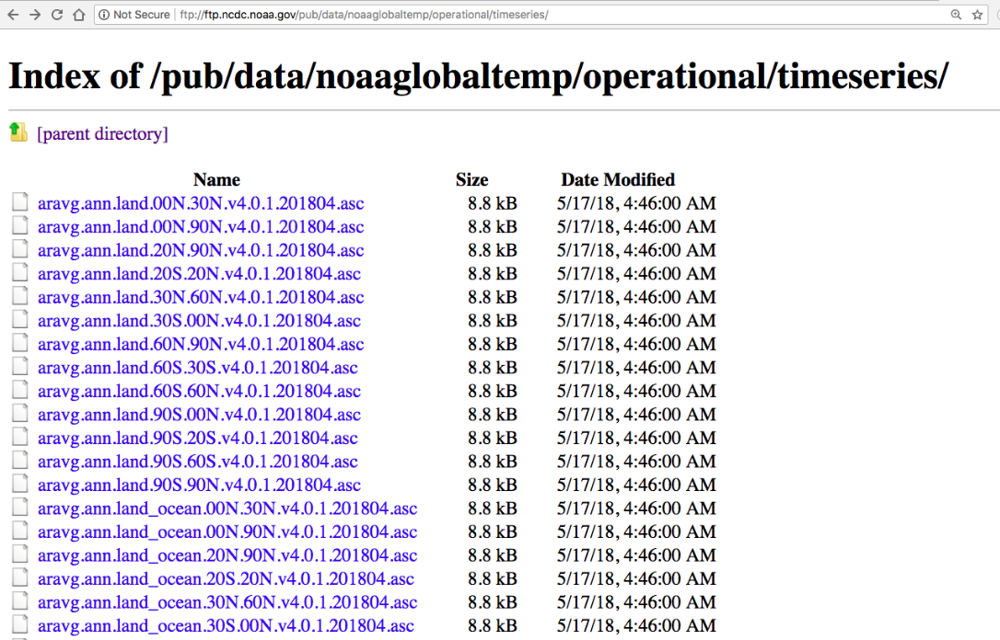 Not Secure ftp://ftp.ncdc.noaa.gov/pub/data/noaaglobaltemp/operational/timeseries/
Index of /pub/data/noaaglobaltemp/operational/timeseries/
[parent directory]
Name Size Date Modified
aravg.ann.land.00N.30N.v4.0.1.201804.asc 8.8 kB 5/17/18, 4:46:00 AM
aravg.ann.land.00N.90N.v4.0.1.201804.asc 8.8 kB 5/17/18, 4:46:00 AM
aravg.ann.land.20N.90N.v4.0.1.201804.asc 8.8 kB 5/17/18, 4:46:00 AM
aravg.ann.land.20S.20N.v4.0.1.201804.asc 8.8 kB 5/17/18, 4:46:00 AM
aravg.ann.land.30N.60N.v4.0.1.201804.asc 8.8 kB 5/17/18, 4:46:00 AM
aravg.ann.land.30S.00N.v4.0.1.201804.asc 8.8 kB 5/17/18, 4:46:00 AM
aravg.ann.land.60N.90N.v4.0.1.201804.asc 8.8 kB 5/17/18, 4:46:00 AM
aravg.ann.land.60S.30S.v4.0.1.201804.asc 8.8 kB 5/17/18, 4:46:00 AM
aravg.ann.land.60S.60N.v4.0.1.201804.asc 8.8 kB 5/17/18, 4:46:00 AM
aravg.ann.land.90S.00N.v4.0.1.201804.asc 8.8 kB 5/17/18, 4:46:00 AM
aravg.ann.land.90S.20S.v4.0.1.201804.asc 8.8 kB 5/17/18, 4:46:00 AM
aravg.ann.land.90S.60S.v4.0.1.201804.asc 8.8 kB 5/17/18, 4:46:00 AM
aravg.ann.land.90S.90N.v4.0.1.201804.asc 8.8 kB 5/17/18, 4:46:00 AM
aravg.ann.land_ocean.00N.30N.v4.0.1.201804.asc 8.8 kB 5/17/18, 4:46:00 AM
aravg.ann.land_ocean.00N.90N.v4.0.1.201804.asc 8.8 kB 5/17/18, 4:46:00 AM
aravg.ann.land_ocean.20N.90N.v4.0.1.201804.asc 8.8 kB 5/17/18, 4:46:00 AM
aravg.ann.land_ocean.20S.20N.v4.0.1.201804.asc 8.8 kB 5/17/18, 4:46:00 AM
aravg.ann.land_ocean.30N.60N.v4.0.1.201804.asc 8.8 kB 5/17/18, 4:46:00 AM
aravg.ann.land_ocean.30S.00N.v4.0.1.201804.asc 8.8 kB 5/17/18, 4:46:00 AM